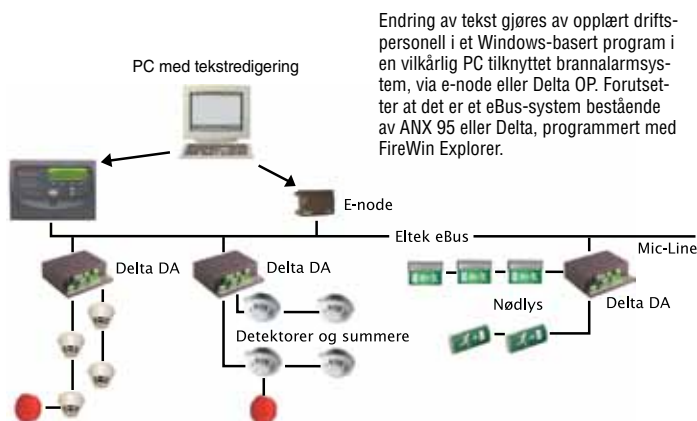 Endring av tekst gjøres av opplært drifts-
personell i et Windows-basert program i
en vilkårlig PC tilknyttet brannalarmsys-
tem, via e-node eller Delta OP. Forutset-
ter at det er et eBus-system bestående
av ANX 95 eller Delta, programmert med
FireWin Explorer.
PC med tekstredigering
E-node
Eltek eBus
Mic-Line
Delta DA
Delta DA
Nødlys
Delta DA
Detektorer og summere